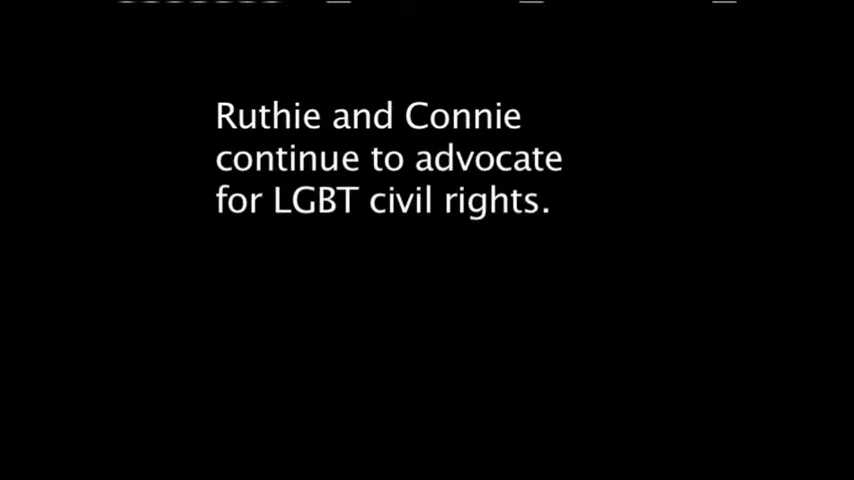 Ruthie and Connie
continue to advocate
for LGBT civil rights.